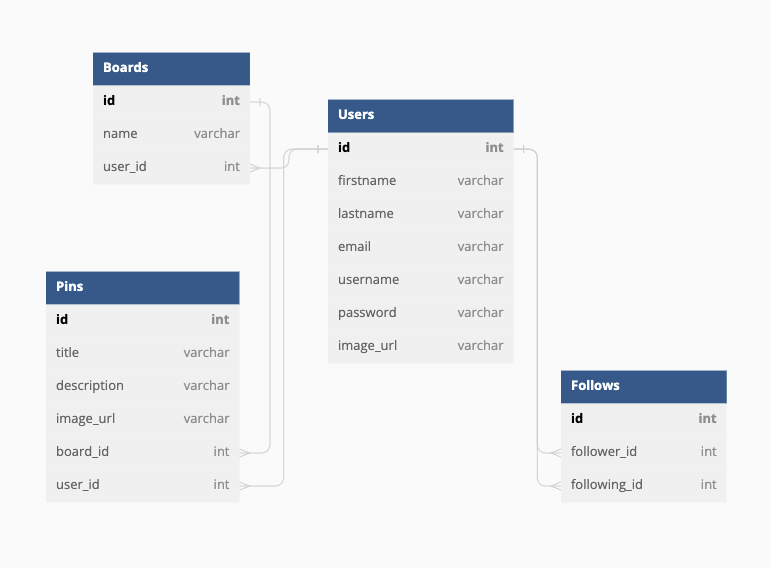 Boards
id int
name varchar
user_id int
Users
id int
firstname varchar
lastname varchar
email varchar
username varchar
password varchar
image_url varchar
Pins
id int
title varchar
description varchar
image_url varchar
board_id int
user_id int
Follows
id int
follower_id int
following_id int